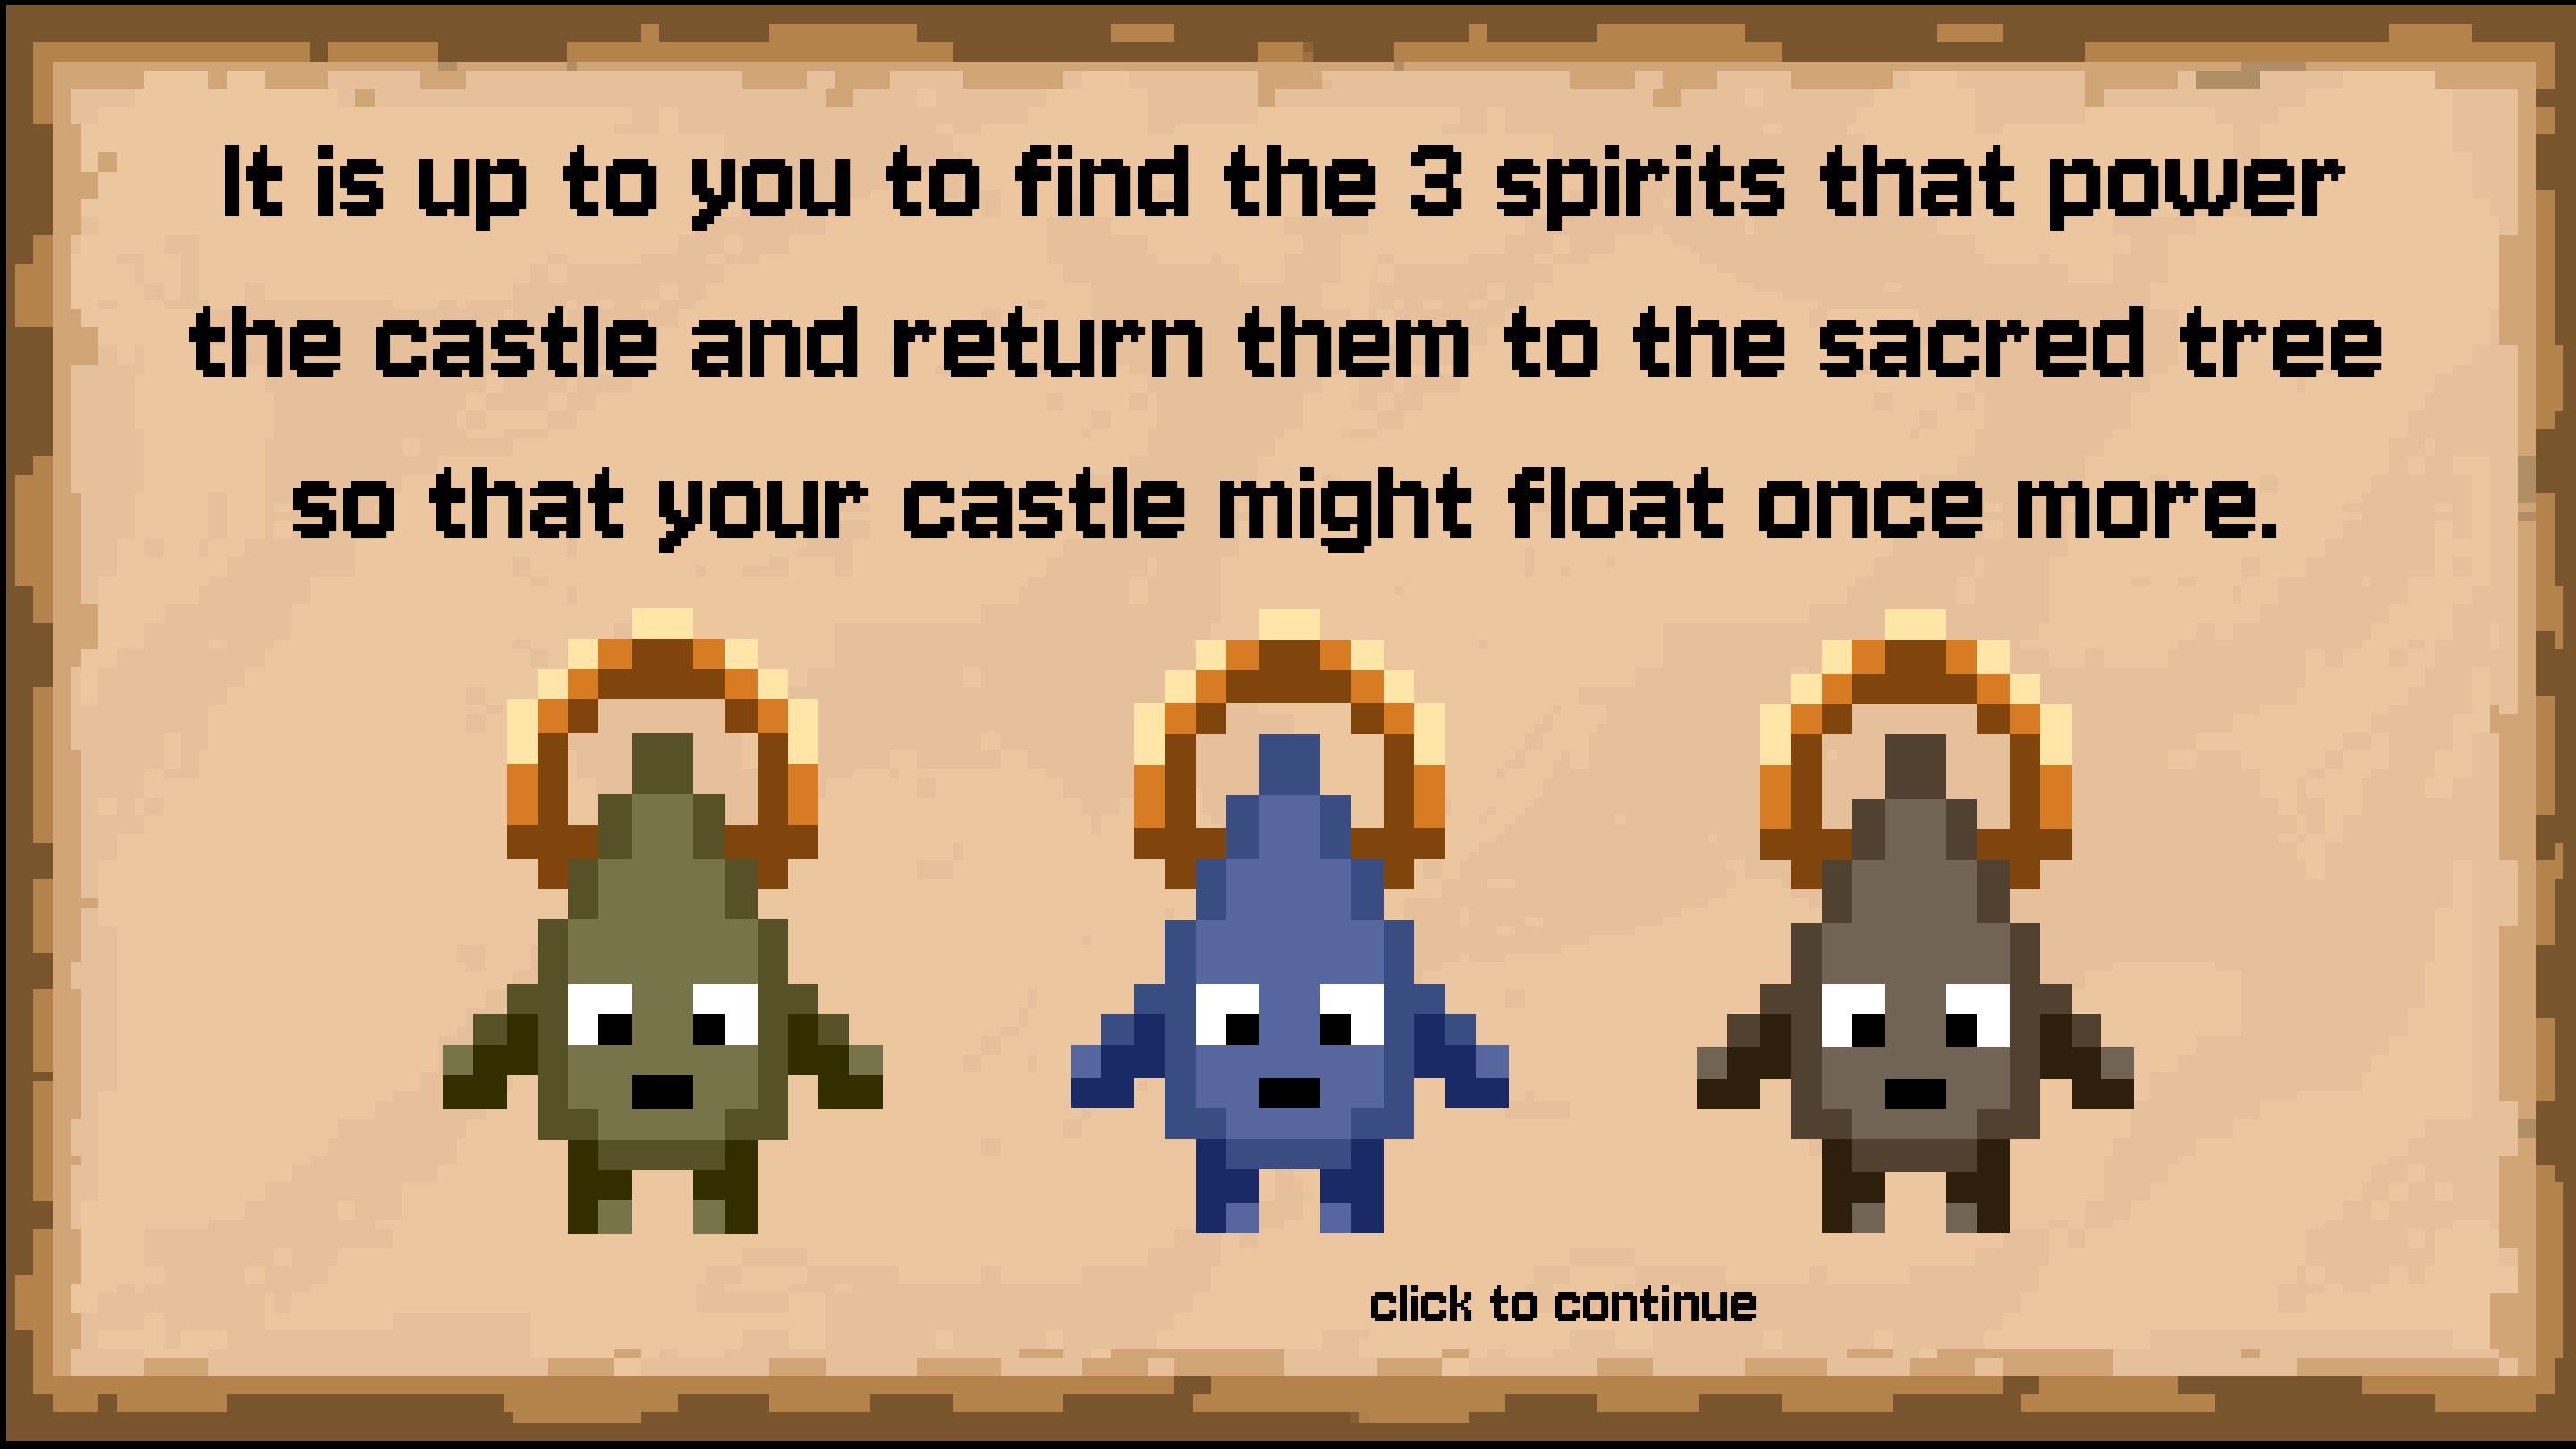 It is up to you to find the 3 spirits that power
the castle and return them to the sacred tree
so that your castle might float once more.
click to continue